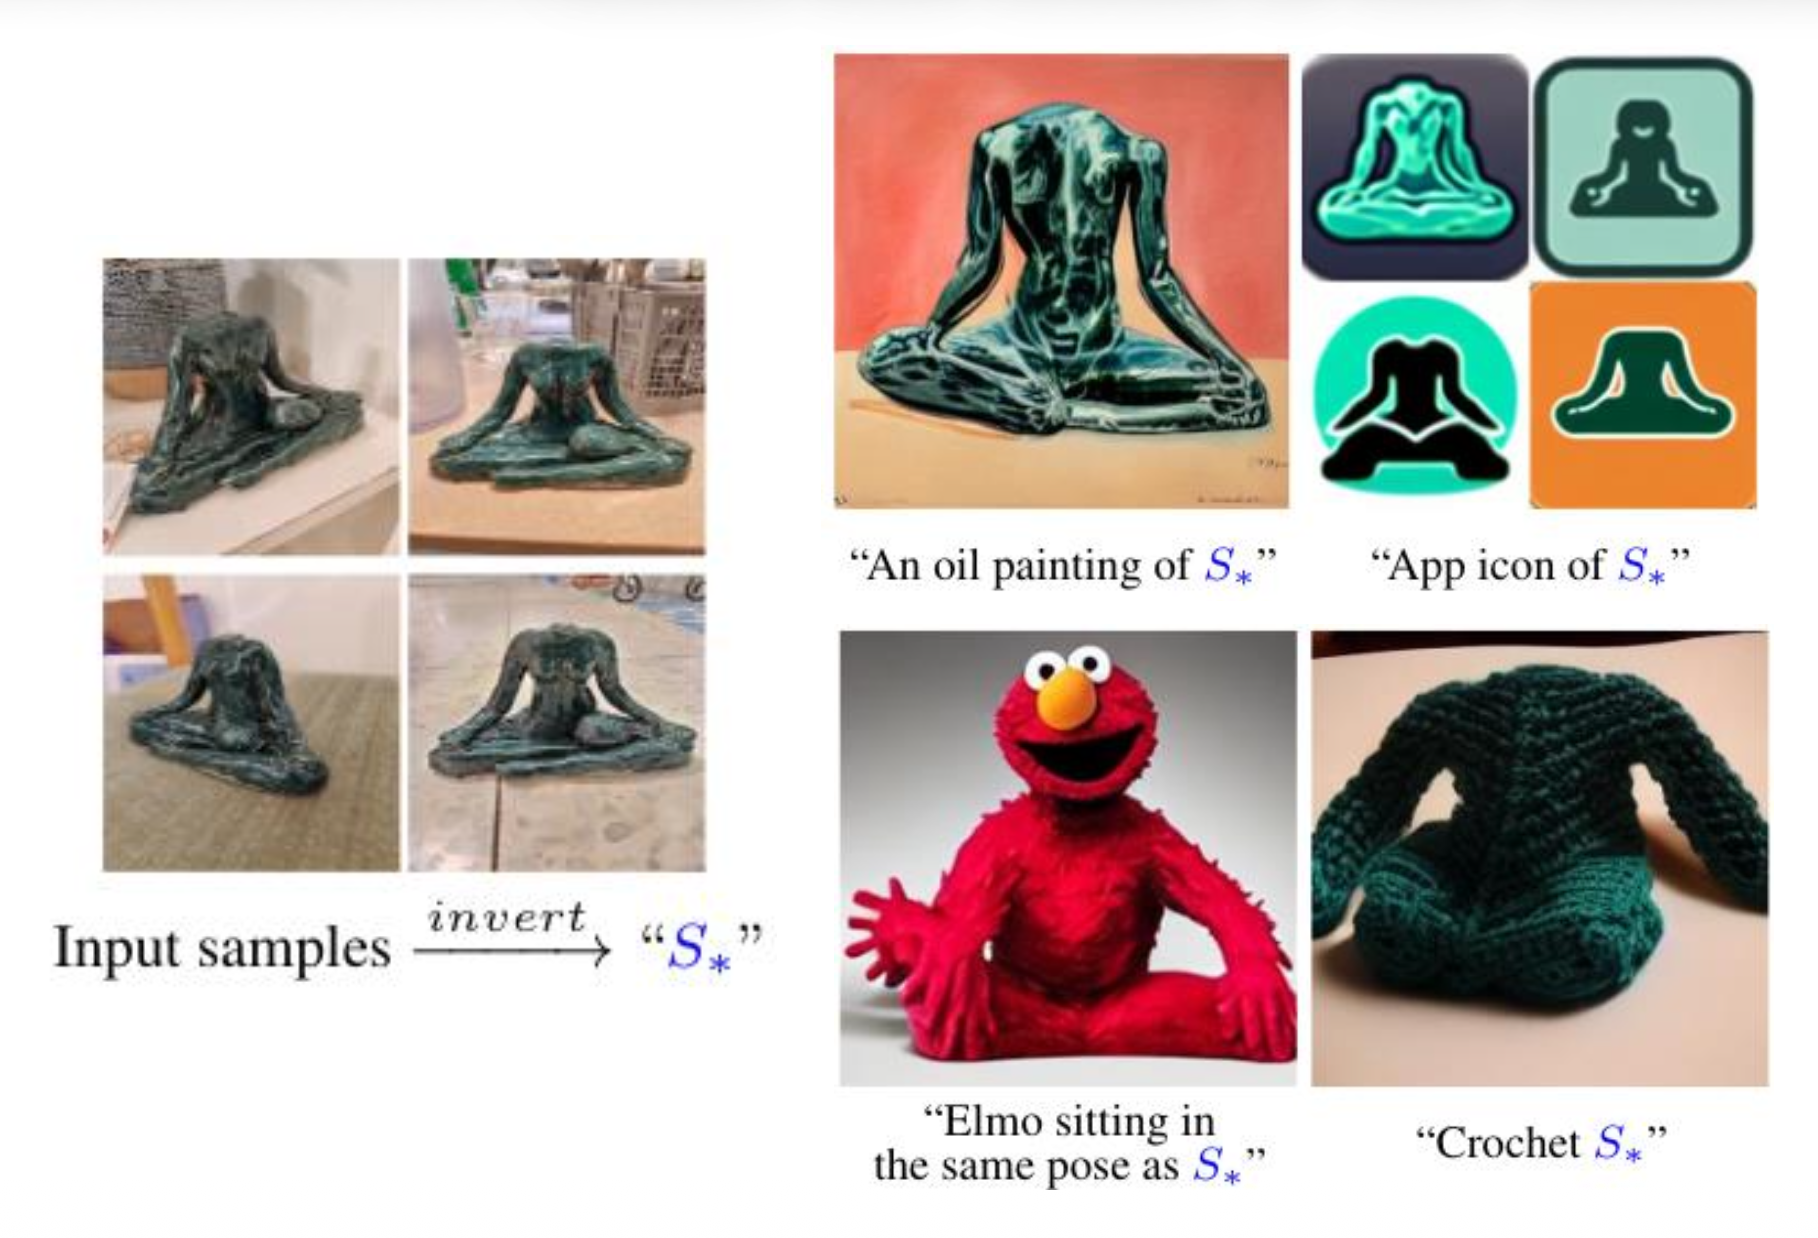 Input samples invert “S*”
“An oil painting of S*”
“App icon of S*”
“Elmo sitting in
the same pose as S*”
“Crochet S*”